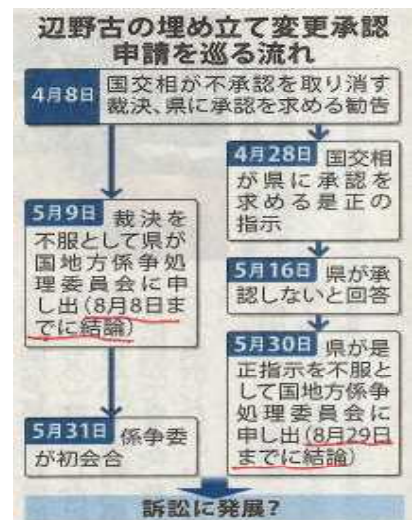 辺野古の埋め立て変更承認
申請を巡る流れ
4月8日 国交相が不承認を取り消す
裁決、県に承認を求める勧告
4月28日 国交相
が県に承認を
求める是正の
指示
5月9日 裁決を
不服として県が
国地方係争処
理委員会に申
し出(8月8日ま
でに結論)
5月16日 県が承
認しないと回答
5月30日 県が是
正指示を不服と
して国地方係争
処理委員会に
申し出(8月29日
までに結論)
5月31日 係争委
が初会合
訴訟に発展?